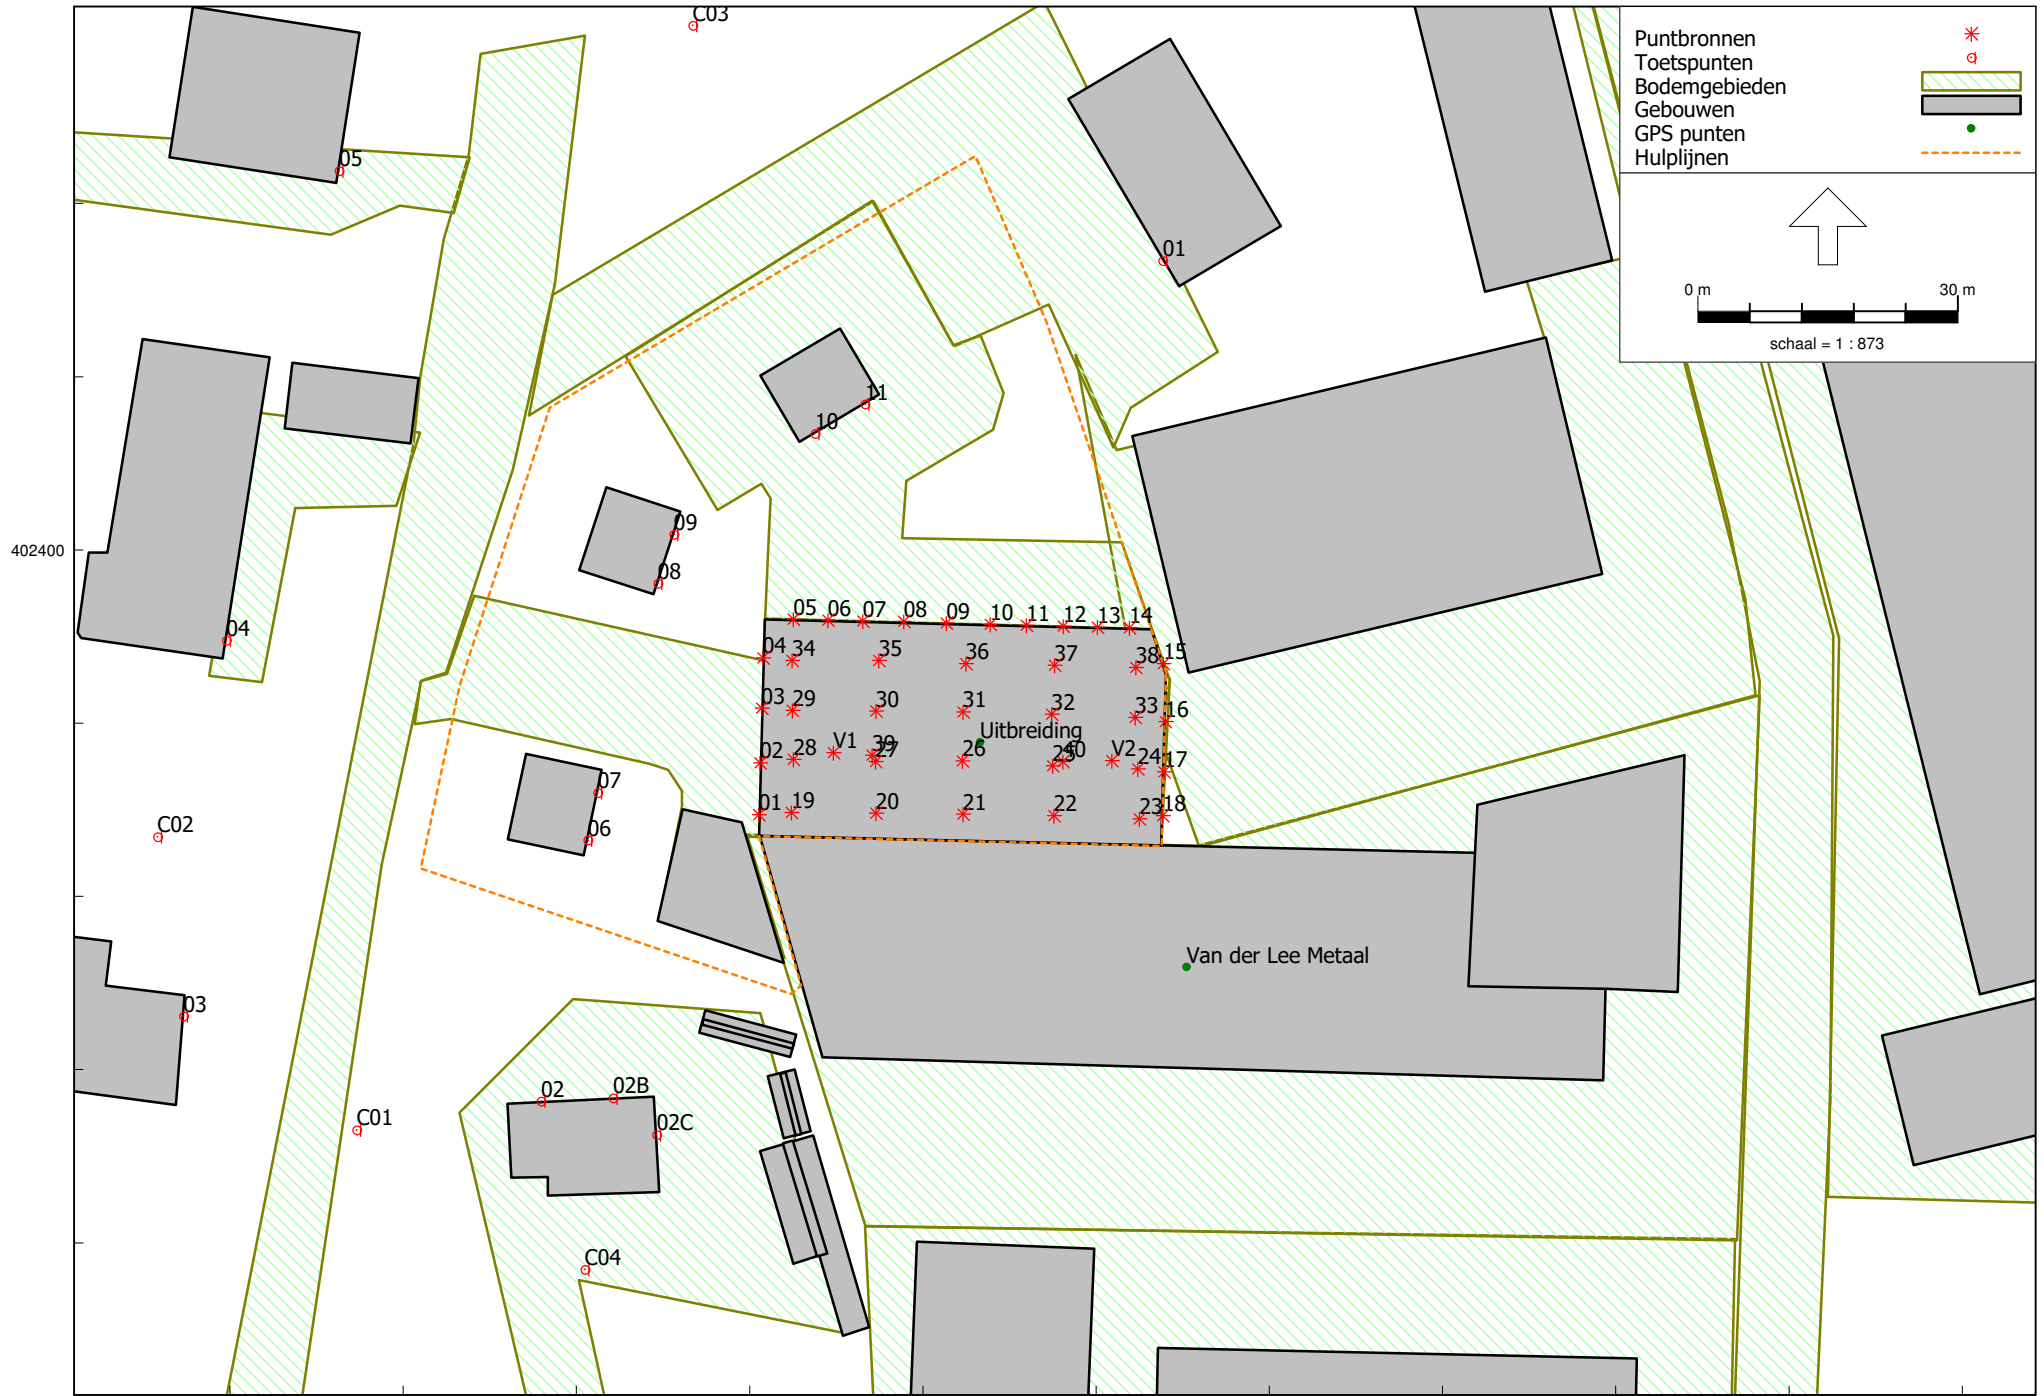 C03
Puntbronnen
Toetspunten
Bodemgebieden
Gebouwen
GPS punten
Hulplijnen
0 m 30 m
schaal = 1 : 873
05
01
11
10
09
402400
08
04
05 06 07 08 09 10 11 12 13 14
04 34 35 36 37 38 15
03 29 30 31 32 33 16
Uitbreiding
02 28 V1 39 27 26 25 40 V2 24 17
01 19 20 21 22 23 18
07
06
C02
Van der Lee Metaal
03
02 02B
02C
C01
C04